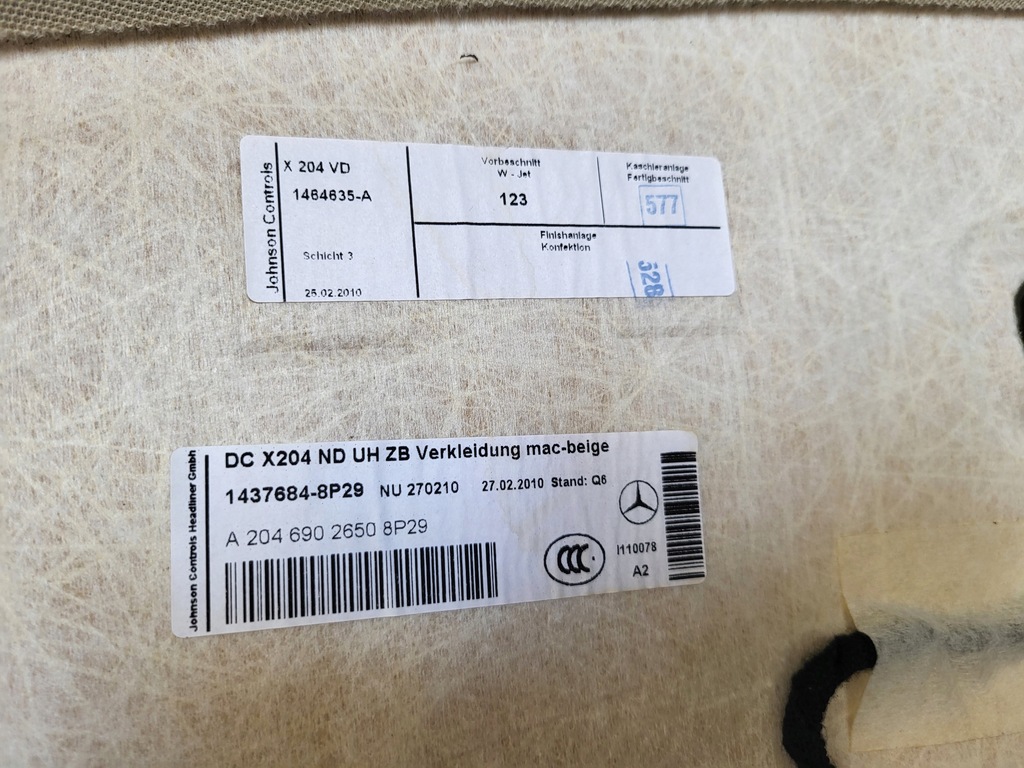 Johnson Controls
X 204 VD
1464635-A
Schicht 3
25.02.2010
Vorbeschnitt
W - Jet
123
Kaschieranlage
Fertigbeschnitt
577
Finishanlage
Konfektion
528
Johnson Controls Headliner GmbH
DC X204 ND UH ZB Verkleidung mac-beige
1437684-8P29 NU 270210 27.02.2010 Stand: Q6
A 204 690 2650 8P29
CCC
I110078
A2